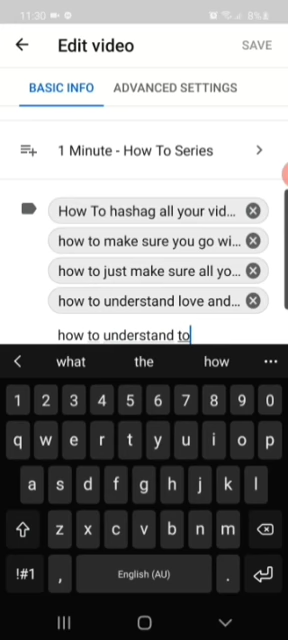 11:30
8%
Edit video
SAVE
BASIC INFO
ADVANCED SETTINGS
1 Minute - How To Series
How To hashag all your vid...
how to make sure you go wi...
how to just make sure all yo...
how to understand love and...
how to understand to
what the how
1 2 3 4 5 6 7 8 9 0
q w e r t y u i o p
a s d f g h j k l
z x c v b n m
!#1 , English (AU) .